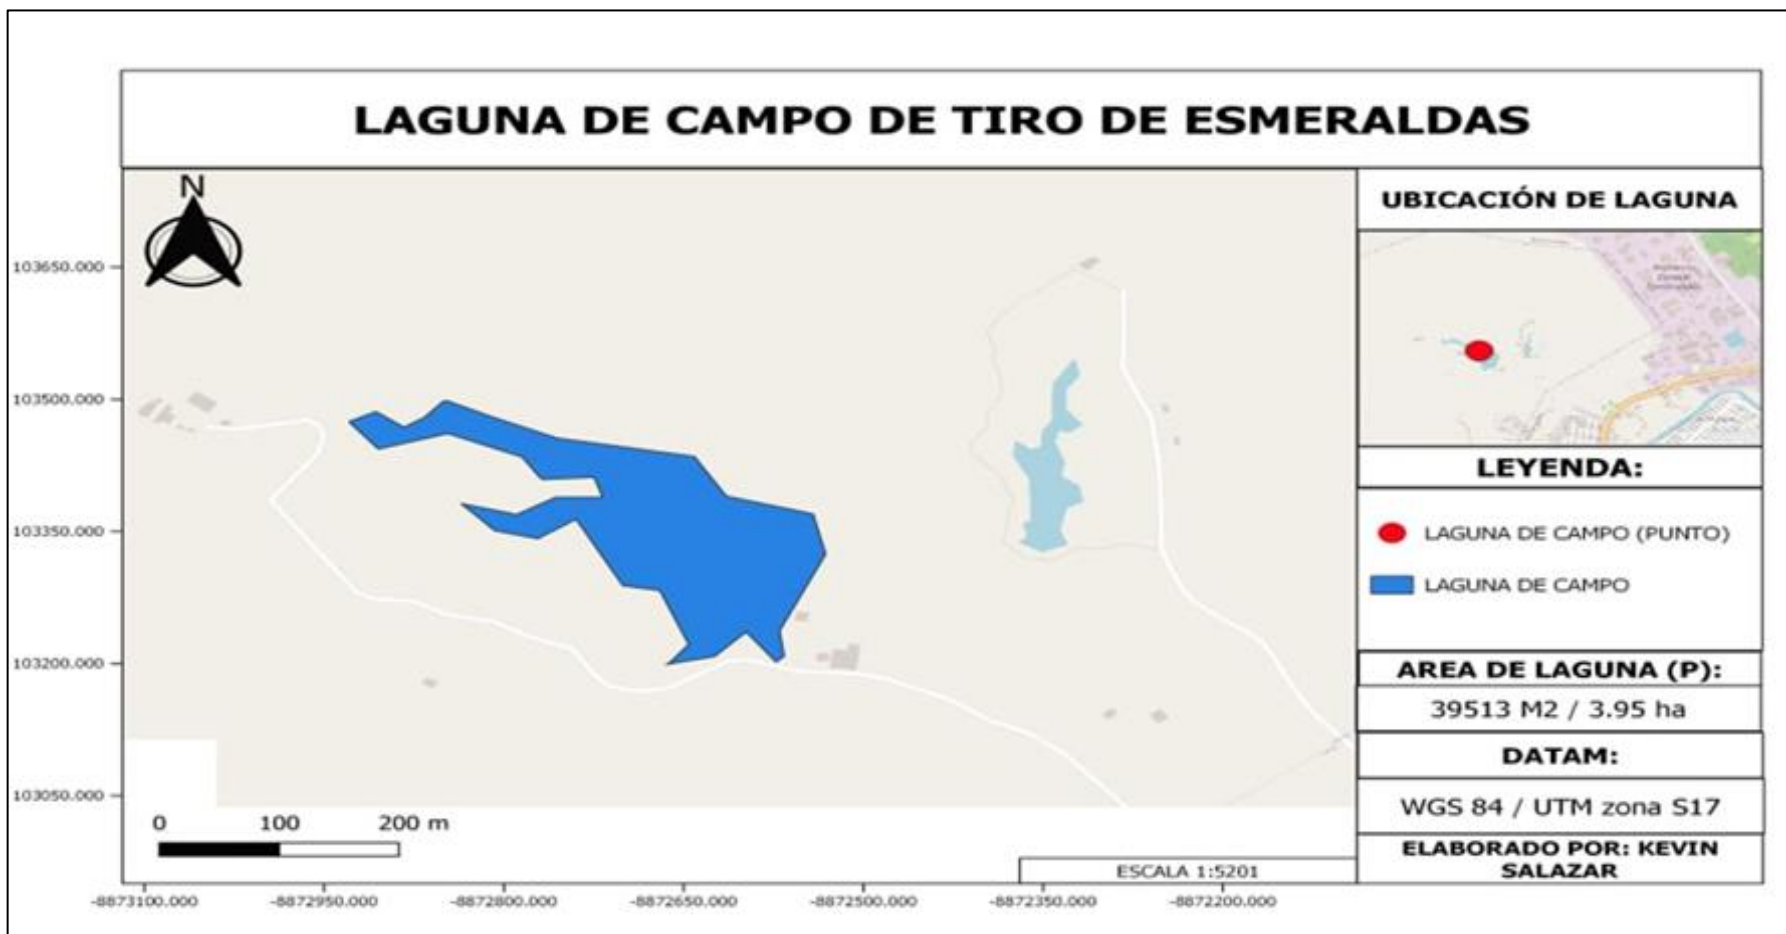 LAGUNA DE CAMPO DE TIRO DE ESMERALDAS
N
103650.000
103500.000
103350.000
103200.000
103050.000
0 100 200 m
ESCALA 1:5201
-8873100.000 -8872950.000 -8872800.000 -8872650.000 -8872500.000 -8872350.000 -8872200.000
UBICACIÓN DE LAGUNA
LEYENDA:
LAGUNA DE CAMPO (PUNTO)
LAGUNA DE CAMPO
AREA DE LAGUNA (P):
39513 M2 / 3.95 ha
DATAM:
WGS 84 / UTM zona S17
ELABORADO POR: KEVIN
SALAZAR